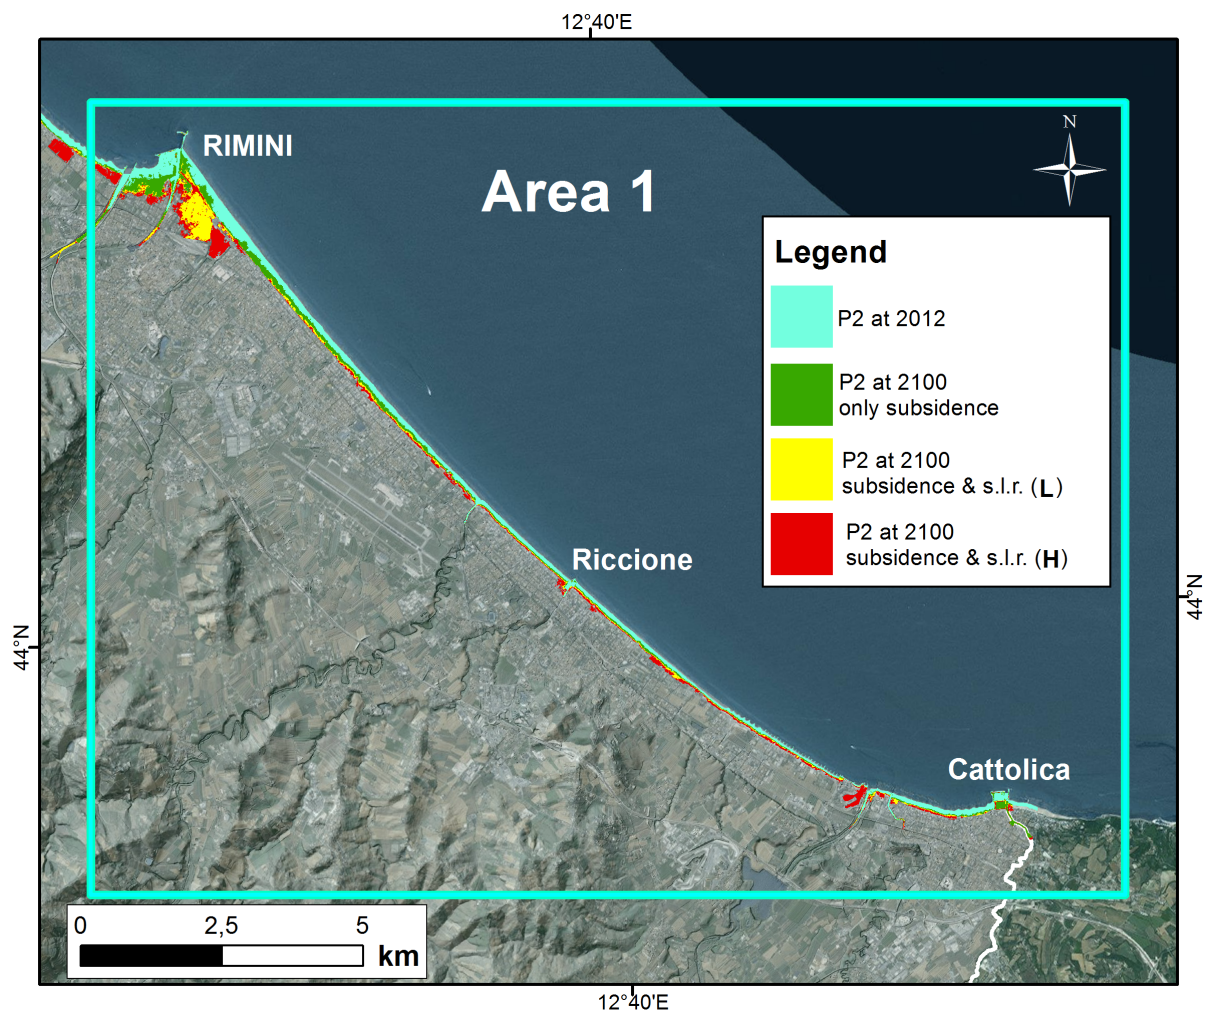 12°40'E
RIMINI
N
Area 1
Legend
P2 at 2012
P2 at 2100
only subsidence
P2 at 2100
subsidence & s.l.r. (L)
P2 at 2100
subsidence & s.l.r. (H)
Riccione
44°N
44°N
Cattolica
0 2,5 5
km
12°40'E